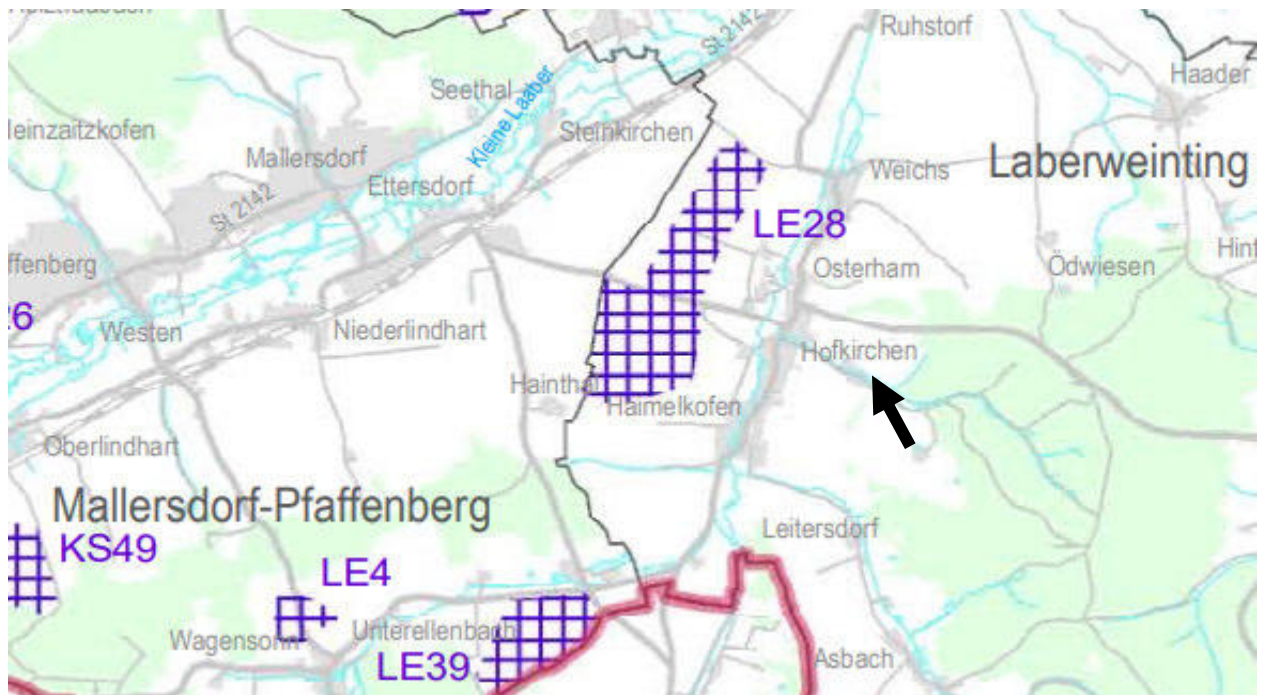 Ruhstorf
St 2142
Haader
Seethal
Kleine Laaber
Steinkirchen
einzaitzkofen
Mallersdorf
Ettersdorf
Weichs
Laberweinting
St 2142
LE28
ffenberg
Osterham
Ödwiesen
Hint
26
Westen
Niederlindhart
Hofkirchen
Hainthal
Haimelkofen
Oberlindhart
Mallersdorf-Pfaffenberg
KS49
Leitersdorf
LE4
Wagensonn
Unterellenbach
LE39
Asbach